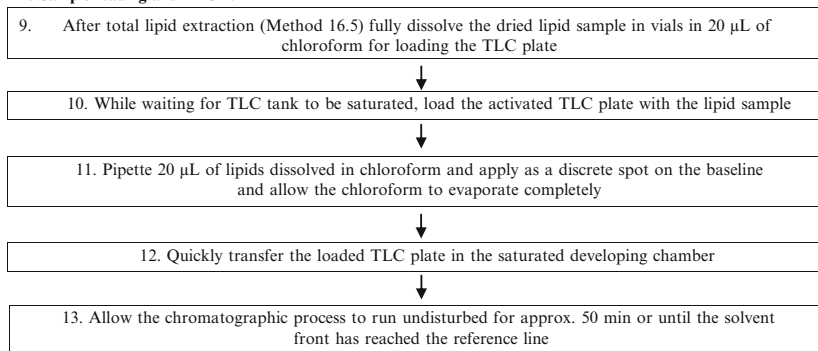 9. After total lipid extraction (Method 16.5) fully dissolve the dried lipid sample in vials in 20 µL of
chloroform for loading the TLC plate
10. While waiting for TLC tank to be saturated, load the activated TLC plate with the lipid sample
11. Pipette 20 µL of lipids dissolved in chloroform and apply as a discrete spot on the baseline
and allow the chloroform to evaporate completely
12. Quickly transfer the loaded TLC plate in the saturated developing chamber
13. Allow the chromatographic process to run undisturbed for approx. 50 min or until the solvent
front has reached the reference line